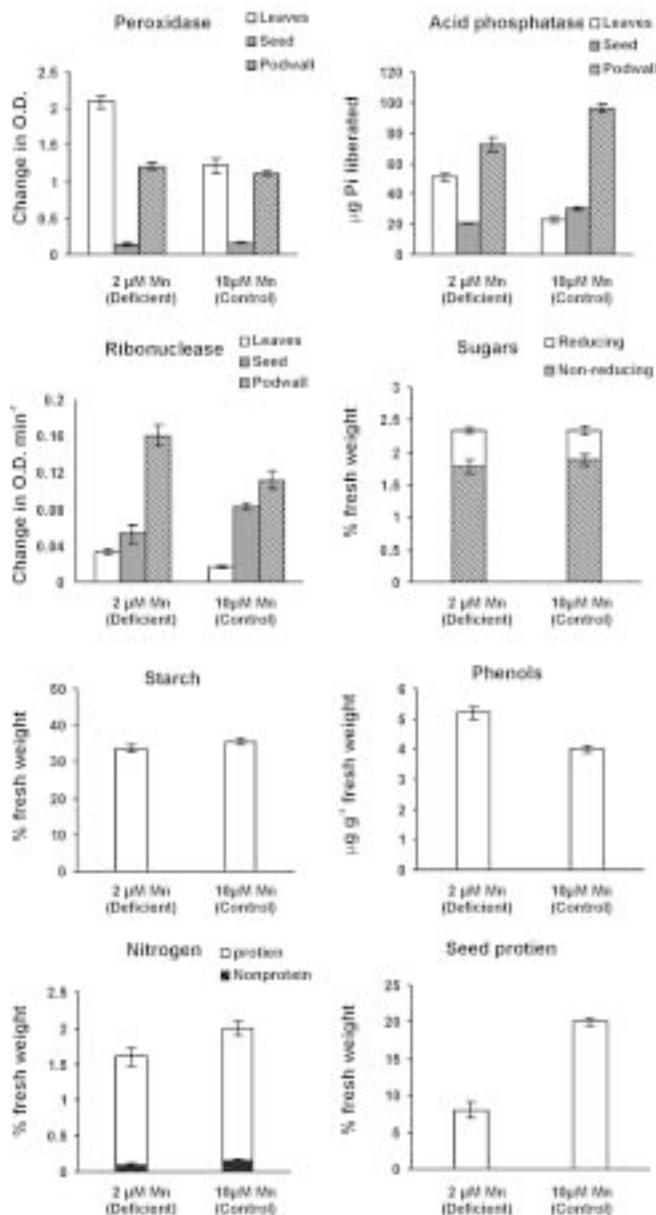 Peroxidase
Leaves
Seed
Podwall
Change in O.D.
2.5
2
1
0.5
0
2 µM Mn
(Deficient)
10µM Mn
(Control)
Acid phosphatase
Leaves
Seed
Podwall
µg Pi liberated
120
100
80
60
40
20
0
2 µM Mn
(Deficient)
10µM Mn
(Control)
Ribonuclease
Leaves
Seed
Podwall
Change in O.D. min⁻¹
0.2
0.16
0.12
0.08
0.04
0
2 µM Mn
(Deficient)
10µM Mn
(Control)
Sugars
Reducing
Non-reducing
% fresh weight
3
2.5
2
1.5
1
0.5
0
2 µM Mn
(Deficient)
10µM Mn
(Control)
Starch
% fresh weight
50
40
30
20
10
0
2 µM Mn
(Deficient)
10µM Mn
(Control)
Phenols
µg g⁻¹ fresh weight
6
5
4
3
2
1
0
2 µM Mn
(Deficient)
10µM Mn
(Control)
Nitrogen
protien
Nonprotein
% fresh weight
2.5
2
1.5
1
0.5
0
2 µM Mn
(Deficient)
10µM Mn
(Control)
Seed protien
% fresh weight
25
20
15
10
5
0
2 µM Mn
(Deficient)
10µM Mn
(Control)